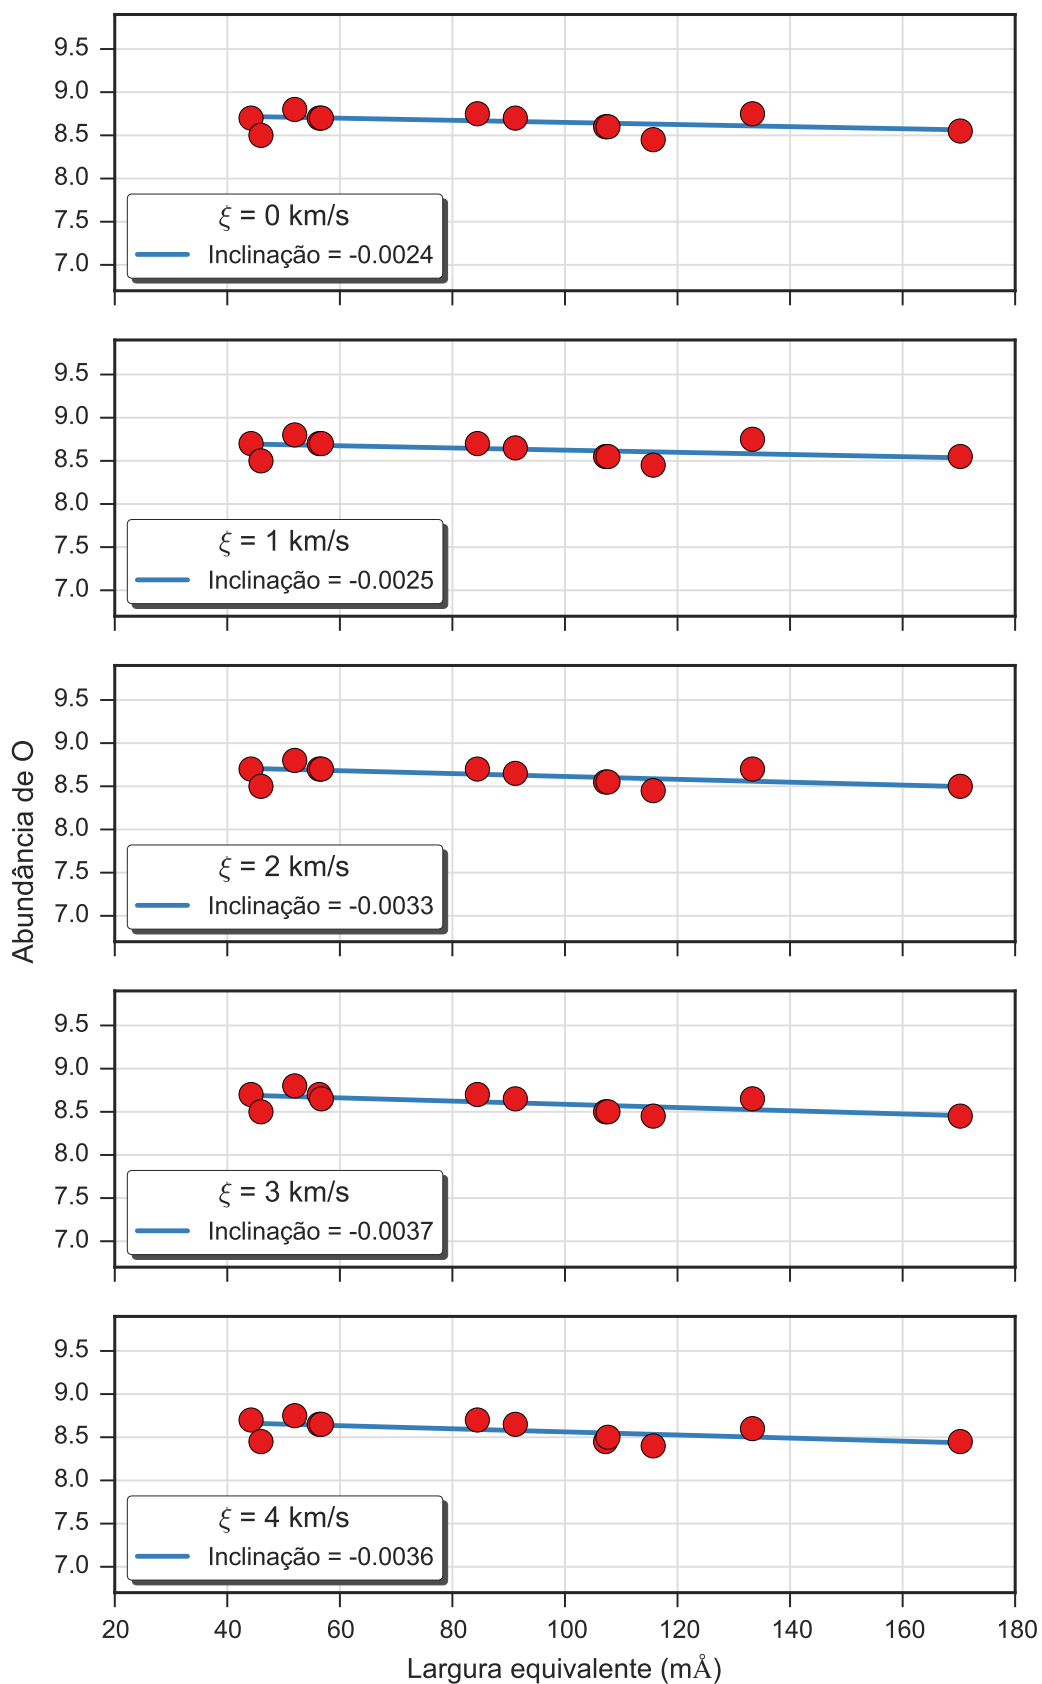 9.5
9.0
8.5
8.0
7.5
7.0
ξ = 0 km/s
Inclinação = -0.0024
9.5
9.0
8.5
8.0
7.5
7.0
ξ = 1 km/s
Inclinação = -0.0025
Abundância de O
9.5
9.0
8.5
8.0
7.5
7.0
ξ = 2 km/s
Inclinação = -0.0033
9.5
9.0
8.5
8.0
7.5
7.0
ξ = 3 km/s
Inclinação = -0.0037
9.5
9.0
8.5
8.0
7.5
7.0
ξ = 4 km/s
Inclinação = -0.0036
20 40 60 80 100 120 140 160 180
Largura equivalente (mÅ)